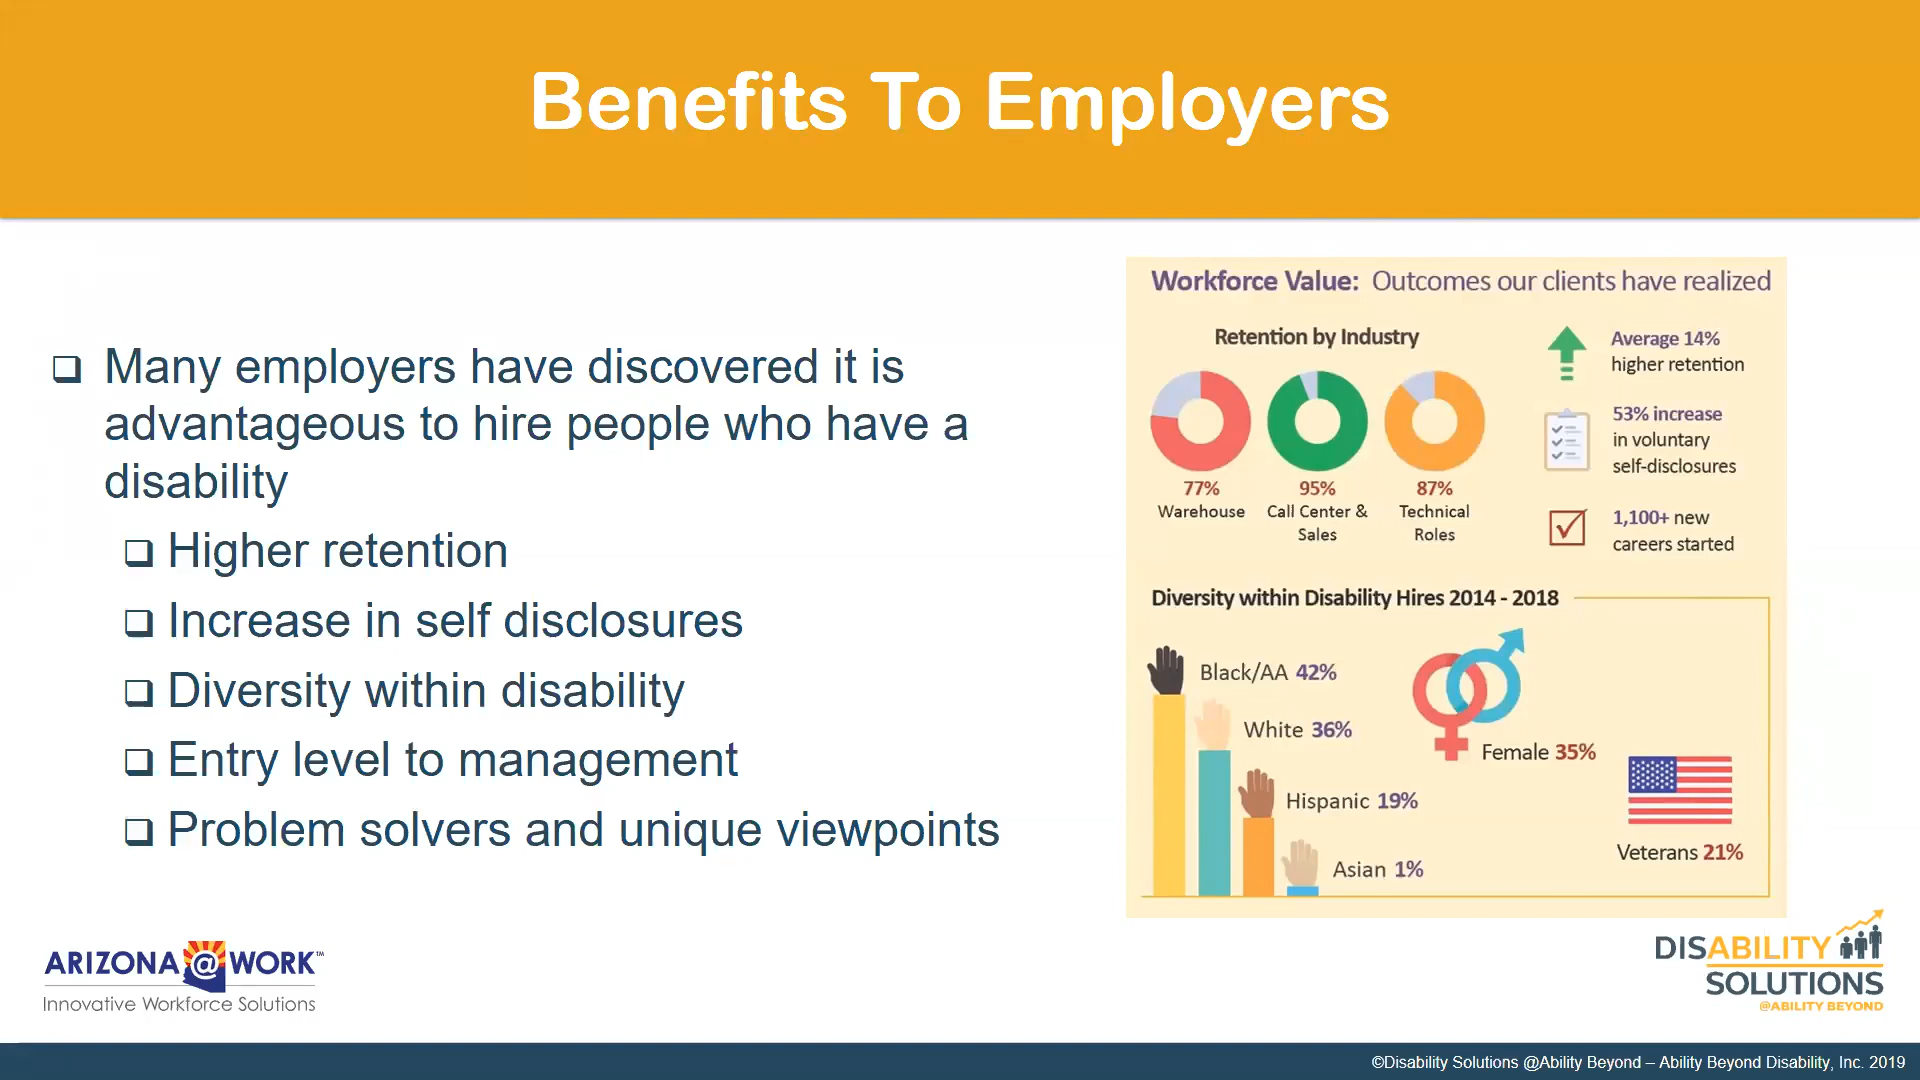 Benefits To Employers
Many employers have discovered it is
advantageous to hire people who have a
disability
Higher retention
Increase in self disclosures
Diversity within disability
Entry level to management
Problem solvers and unique viewpoints
Workforce Value: Outcomes our clients have realized
Retention by Industry
77%
Warehouse
95%
Call Center &
Sales
87%
Technical
Roles
Average 14%
higher retention
53% increase
in voluntary
self-disclosures
1,100+ new
careers started
Diversity within Disability Hires 2014 - 2018
Black/AA 42%
White 36%
Hispanic 19%
Asian 1%
Female 35%
Veterans 21%
ARIZONA @ WORK™
Innovative Workforce Solutions
DISABILITY
SOLUTIONS
@ABILITY BEYOND
©Disability Solutions @Ability Beyond – Ability Beyond Disability, Inc. 2019